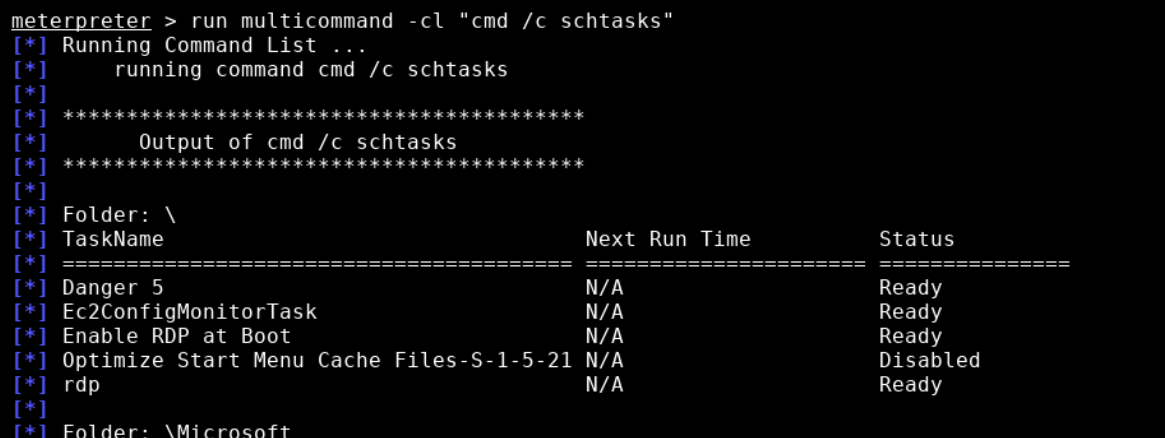 meterpreter > run multicommand -cl "cmd /c schtasks"
[*] Running Command List ...
[*]     running command cmd /c schtasks
[*]
[*] *****************************************
[*]       Output of cmd /c schtasks
[*] *****************************************
[*]
[*] Folder: \
[*] TaskName                                 Next Run Time          Status
[*] ======================================== ====================== ===============
[*] Danger 5                                 N/A                    Ready
[*] Ec2ConfigMonitorTask                     N/A                    Ready
[*] Enable RDP at Boot                       N/A                    Ready
[*] Optimize Start Menu Cache Files-S-1-5-21 N/A                    Disabled
[*] rdp                                      N/A                    Ready
[*]
[*] Folder: \Microsoft